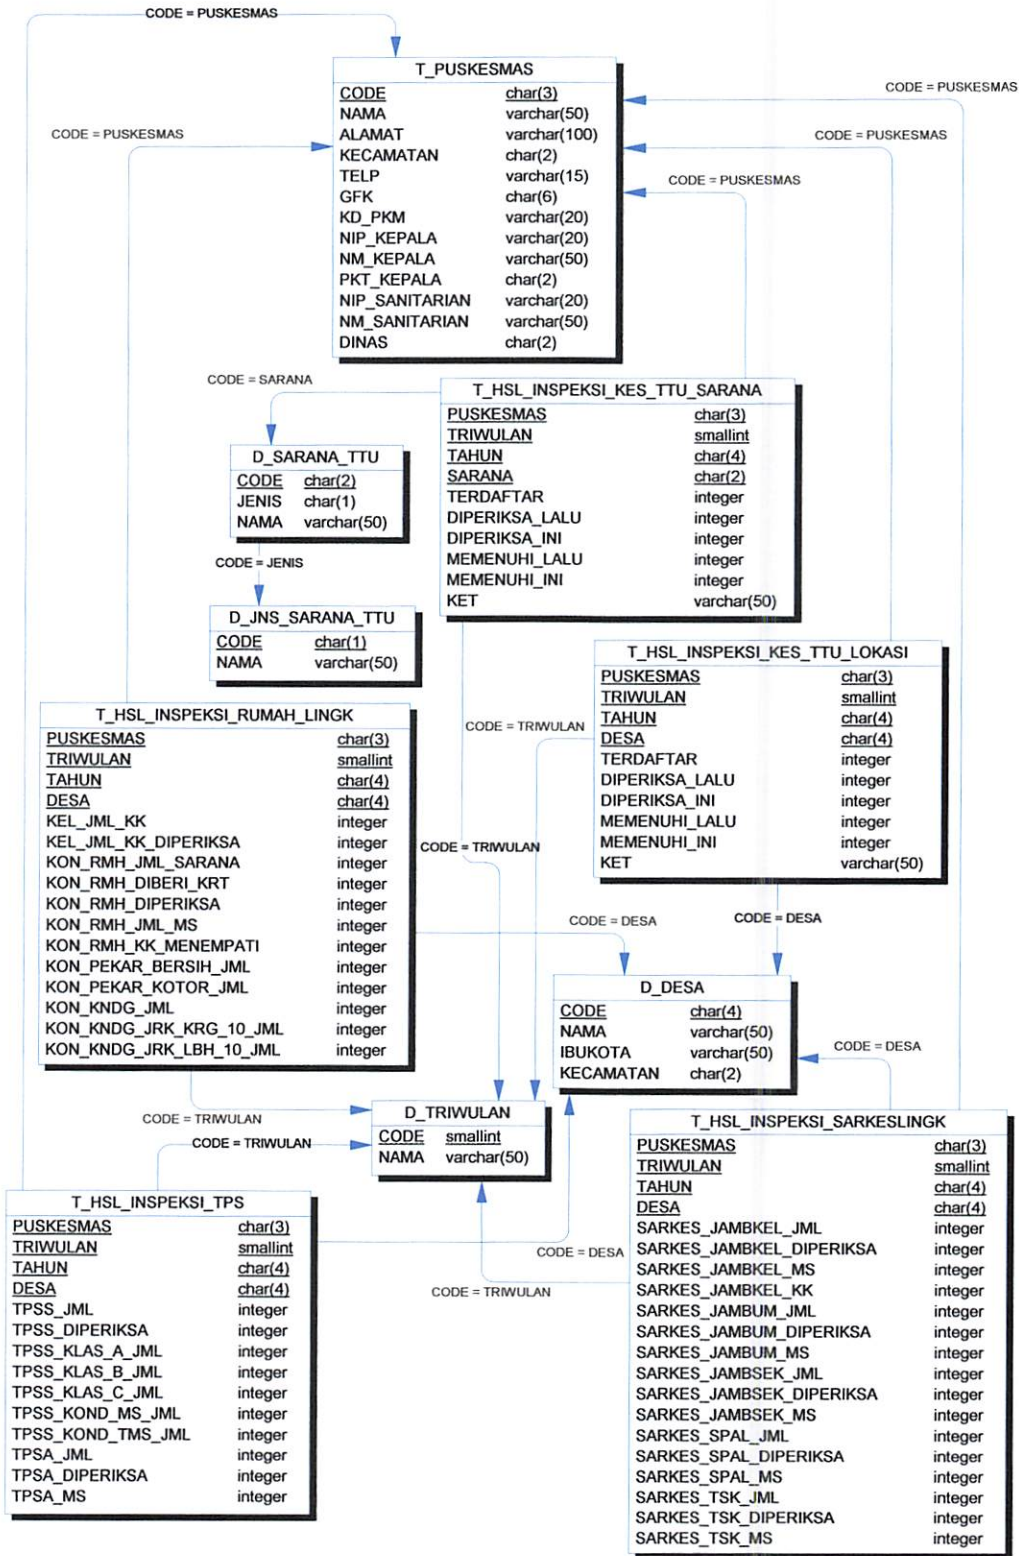 CODE = PUSKESMAS
T_PUSKESMAS
CODE char(3)
NAMA varchar(50)
ALAMAT varchar(100)
KECAMATAN char(2)
TELP varchar(15)
GFK char(6)
KD_PKM varchar(20)
NIP_KEPALA varchar(20)
NM_KEPALA varchar(50)
PKT_KEPALA char(2)
NIP_SANITARIAN varchar(20)
NM_SANITARIAN varchar(50)
DINAS char(2)
CODE = PUSKESMAS
CODE = PUSKESMAS
CODE = PUSKESMAS
CODE = PUSKESMAS
CODE = SARANA
T_HSL_INSPEKSI_KES_TTU_SARANA
PUSKESMAS char(3)
TRIWULAN smallint
TAHUN char(4)
SARANA char(2)
TERDAFTAR integer
DIPERIKSA_LALU integer
DIPERIKSA_INI integer
MEMENUHI_LALU integer
MEMENUHI_INI integer
KET varchar(50)
D_SARANA_TTU
CODE char(2)
JENIS char(1)
NAMA varchar(50)
CODE = JENIS
D_JNS_SARANA_TTU
CODE char(1)
NAMA varchar(50)
T_HSL_INSPEKSI_KES_TTU_LOKASI
PUSKESMAS char(3)
TRIWULAN smallint
TAHUN char(4)
DESA char(4)
TERDAFTAR integer
DIPERIKSA_LALU integer
DIPERIKSA_INI integer
MEMENUHI_LALU integer
MEMENUHI_INI integer
KET varchar(50)
T_HSL_INSPEKSI_RUMAH_LINGK
PUSKESMAS char(3)
TRIWULAN smallint
TAHUN char(4)
DESA char(4)
KEL_JML_KK integer
KEL_JML_KK_DIPERIKSA integer
KON_RMH_JML_SARANA integer
KON_RMH_DIBERI_KRT integer
KON_RMH_DIPERIKSA integer
KON_RMH_JML_MS integer
KON_RMH_KK_MENEMPATI integer
KON_PEKAR_BERSIH_JML integer
KON_PEKAR_KOTOR_JML integer
KON_KNDG_JML integer
KON_KNDG_JRK_KRG_10_JML integer
KON_KNDG_JRK_LBH_10_JML integer
CODE = TRIWULAN
CODE = TRIWULAN
CODE = DESA
CODE = DESA
D_DESA
CODE char(4)
NAMA varchar(50)
IBUKOTA varchar(50)
KECAMATAN char(2)
CODE = DESA
CODE = TRIWULAN
CODE = TRIWULAN
D_TRIWULAN
CODE smallint
NAMA varchar(50)
T_HSL_INSPEKSI_TPS
PUSKESMAS char(3)
TRIWULAN smallint
TAHUN char(4)
DESA char(4)
TPSS_JML integer
TPSS_DIPERIKSA integer
TPSS_KLAS_A_JML integer
TPSS_KLAS_B_JML integer
TPSS_KLAS_C_JML integer
TPSS_KOND_MS_JML integer
TPSS_KOND_TMS_JML integer
TPSA_JML integer
TPSA_DIPERIKSA integer
TPSA_MS integer
CODE = DESA
CODE = TRIWULAN
T_HSL_INSPEKSI_SARKESLINGK
PUSKESMAS char(3)
TRIWULAN smallint
TAHUN char(4)
DESA char(4)
SARKES_JAMBKEL_JML integer
SARKES_JAMBKEL_DIPERIKSA integer
SARKES_JAMBKEL_MS integer
SARKES_JAMBKEL_KK integer
SARKES_JAMBUM_JML integer
SARKES_JAMBUM_DIPERIKSA integer
SARKES_JAMBUM_MS integer
SARKES_JAMBSEK_JML integer
SARKES_JAMBSEK_DIPERIKSA integer
SARKES_JAMBSEK_MS integer
SARKES_SPAL_JML integer
SARKES_SPAL_DIPERIKSA integer
SARKES_SPAL_MS integer
SARKES_TSK_JML integer
SARKES_TSK_DIPERIKSA integer
SARKES_TSK_MS integer